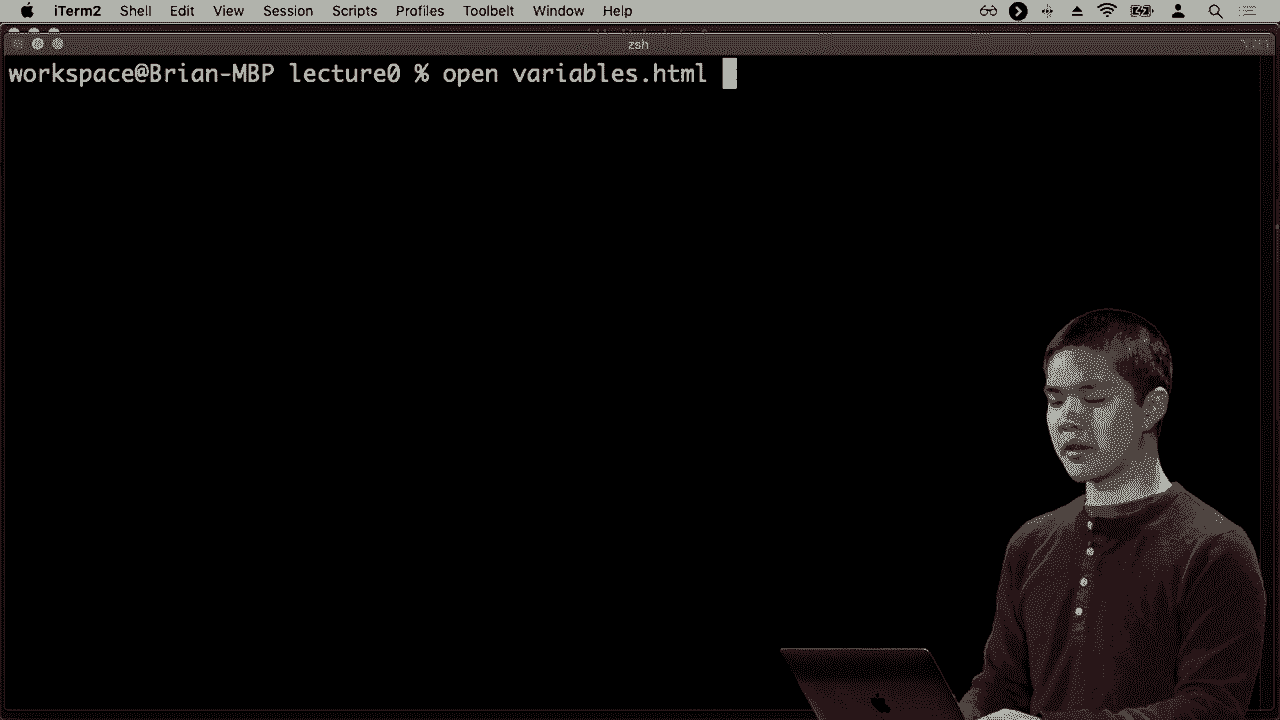 iTerm2 Shell Edit View Session Scripts Profiles Toolbelt Window Help
zsh
workspace@Brian-MBP lecture0 % open variables.html